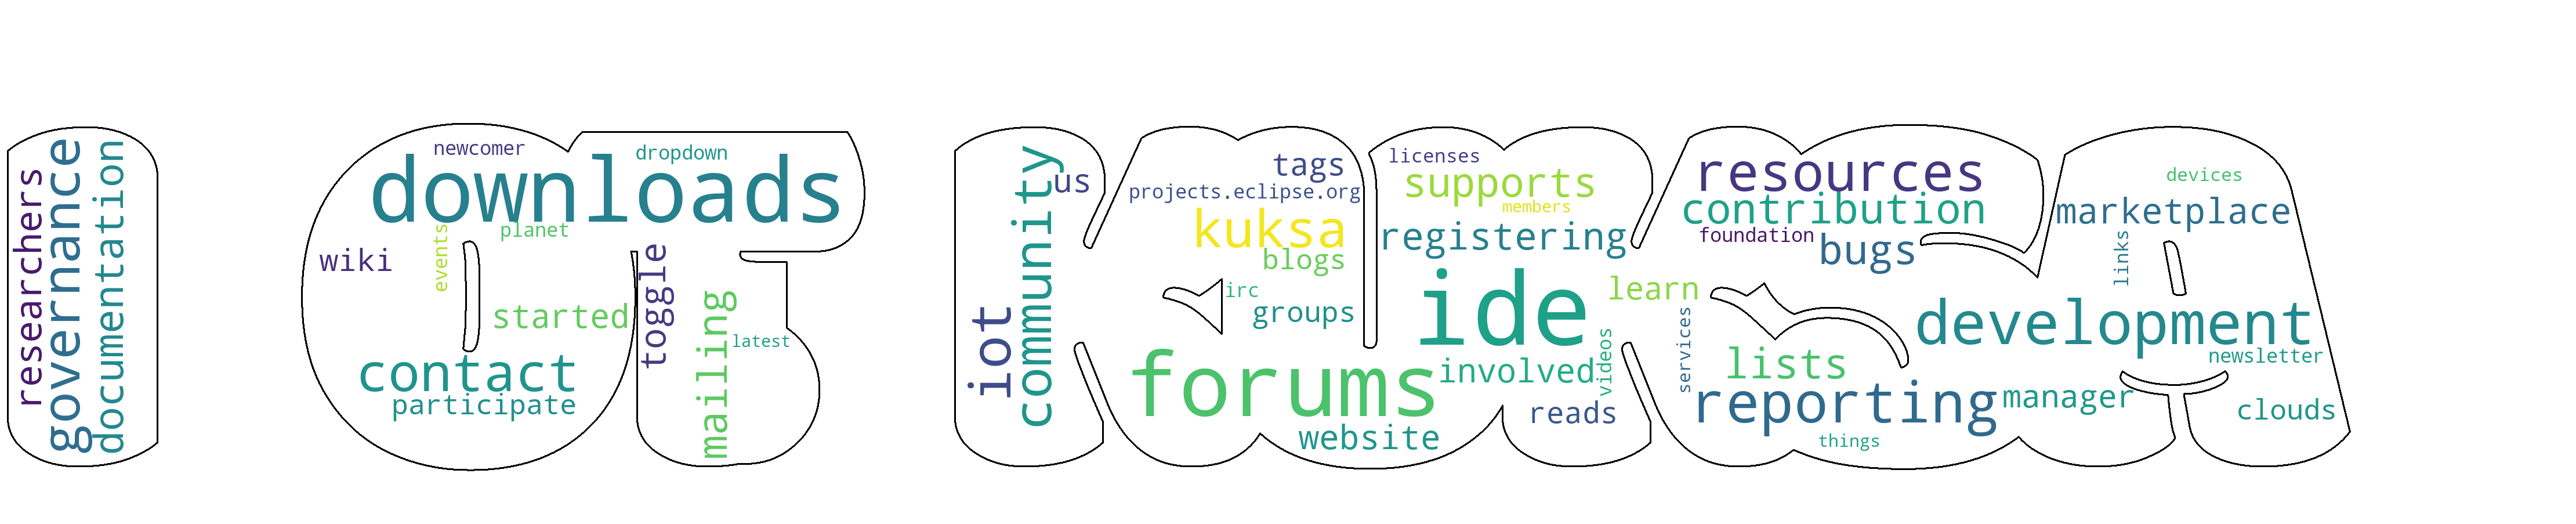 researchers
governance
documentation
newcomer
dropdown
downloads
planet
events
wiki
started
contact
participate
toggle
mailing
latest
iot
community
us
tags
projects.eclipse.org
kuksa
blogs
irc
groups
forums
website
licenses
supports
members
registering
ide
learn
involved
videos
reads
resources
contribution
foundation
bugs
services
lists
reporting
things
manager
devices
marketplace
links
development
newsletter
clouds